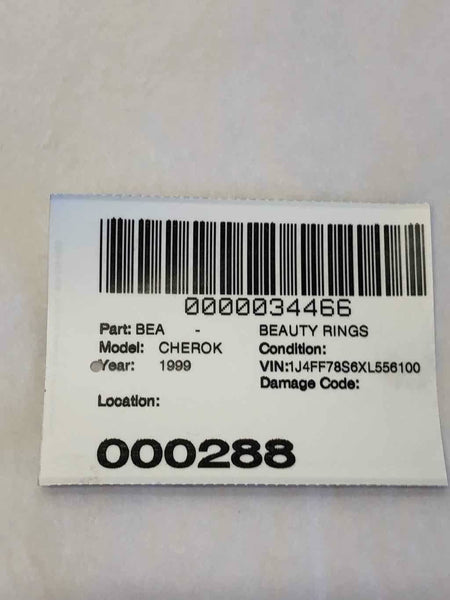 0000034466
Part: BEA - BEAUTY RINGS
Model: CHEROK Condition:
Year: 1999 VIN:1J4FF78S6XL556100
Damage Code:
Location:
000288